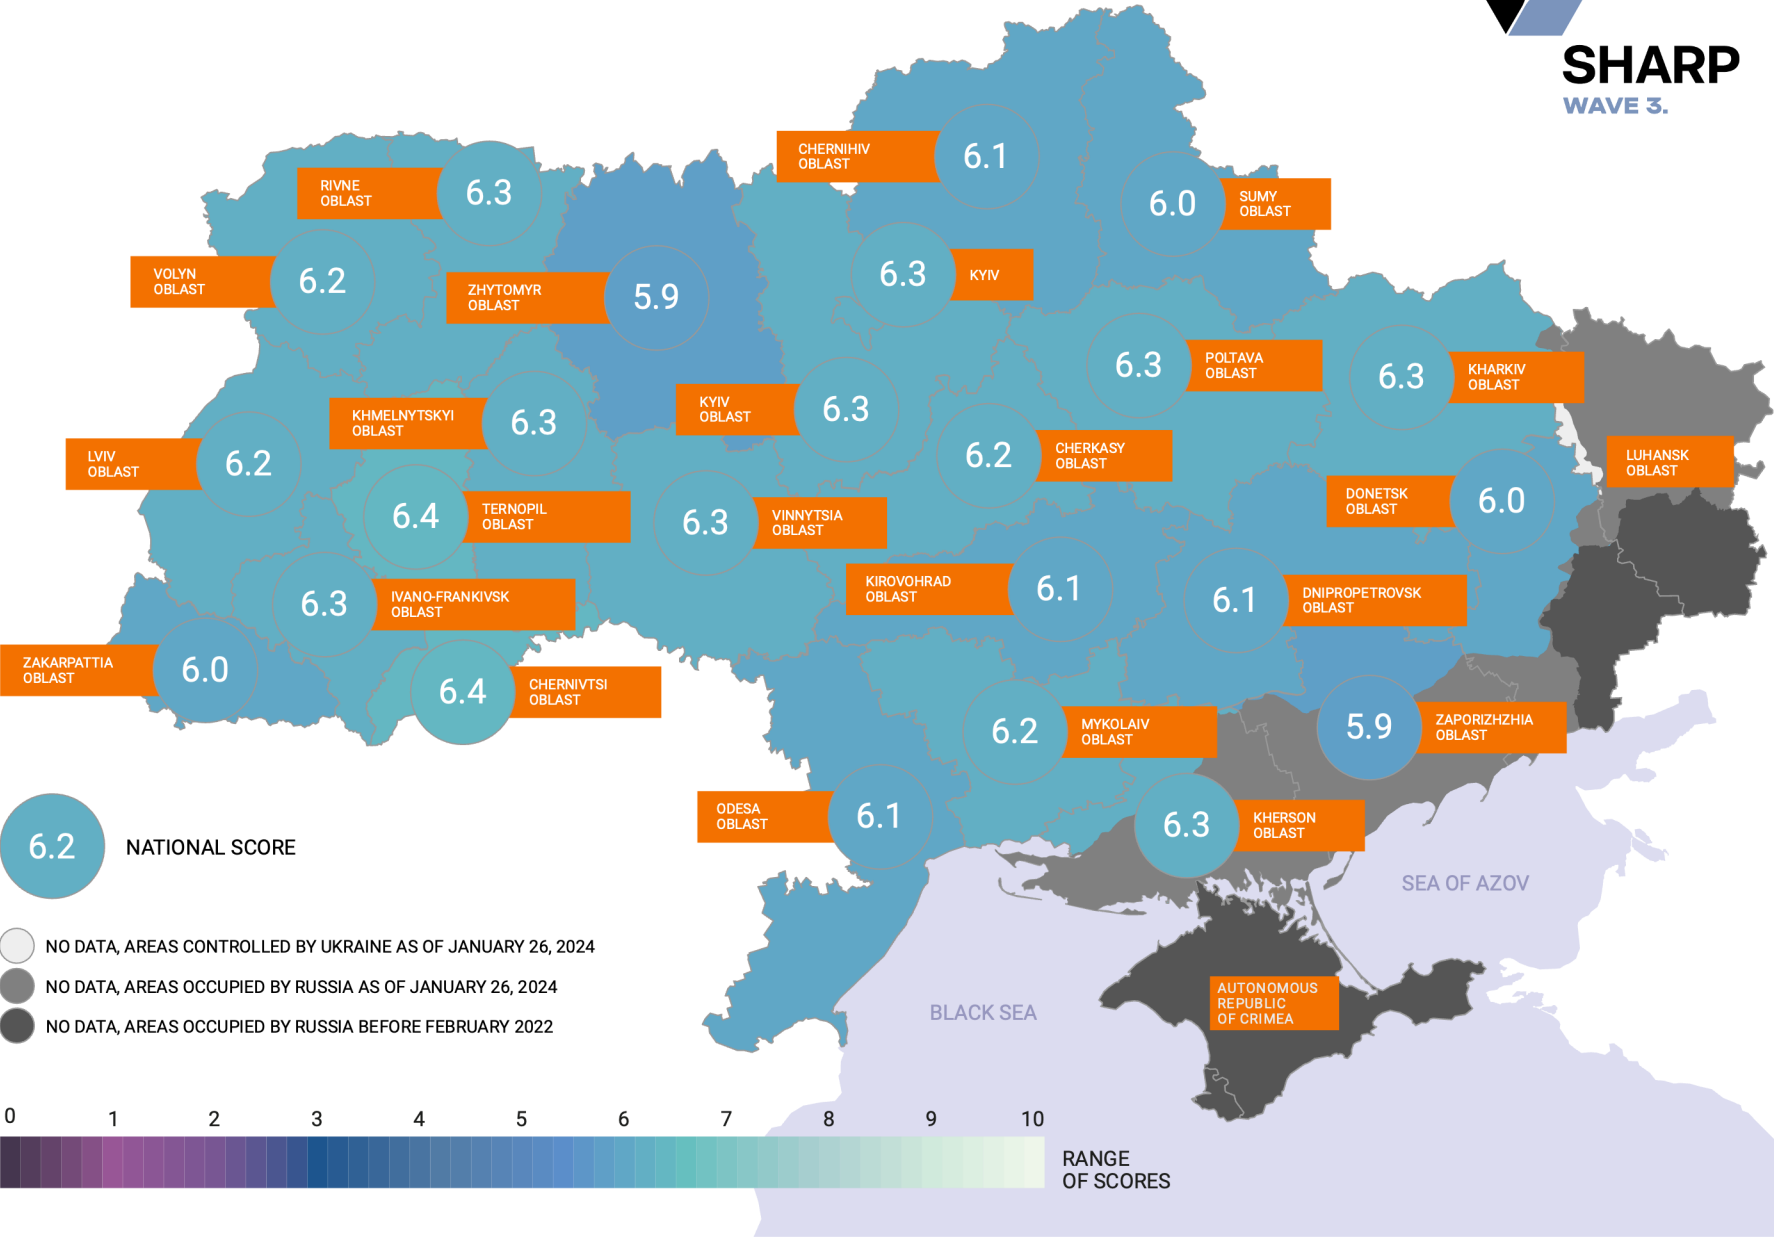 SHARP
WAVE 3.
CHERNIHIV
OBLAST
6.1
RIVNE
OBLAST
6.3
6.0
SUMY
OBLAST
VOLYN
OBLAST
6.2
ZHYTOMYR
OBLAST
5.9
6.3
KYIV
6.3
POLTAVA
OBLAST
6.3
KHARKIV
OBLAST
KHMELNYTSKYI
OBLAST
6.3
KYIV
OBLAST
6.3
LVIV
OBLAST
6.2
6.2
CHERKASY
OBLAST
LUHANSK
OBLAST
6.4
TERNOPIL
OBLAST
6.3
VINNYTSIA
OBLAST
DONETSK
OBLAST
6.0
6.3
IVANO-FRANKIVSK
OBLAST
KIROVOHRAD
OBLAST
6.1
6.1
DNIPROPETROVSK
OBLAST
ZAKARPATTIA
OBLAST
6.0
6.4
CHERNIVTSI
OBLAST
6.2
MYKOLAIV
OBLAST
5.9
ZAPORIZHZHIA
OBLAST
ODESA
OBLAST
6.1
6.3
KHERSON
OBLAST
6.2
NATIONAL SCORE
SEA OF AZOV
NO DATA, AREAS CONTROLLED BY UKRAINE AS OF JANUARY 26, 2024
NO DATA, AREAS OCCUPIED BY RUSSIA AS OF JANUARY 26, 2024
NO DATA, AREAS OCCUPIED BY RUSSIA BEFORE FEBRUARY 2022
BLACK SEA
AUTONOMOUS
REPUBLIC
OF CRIMEA
0 1 2 3 4 5 6 7 8 9 10
RANGE
OF SCORES